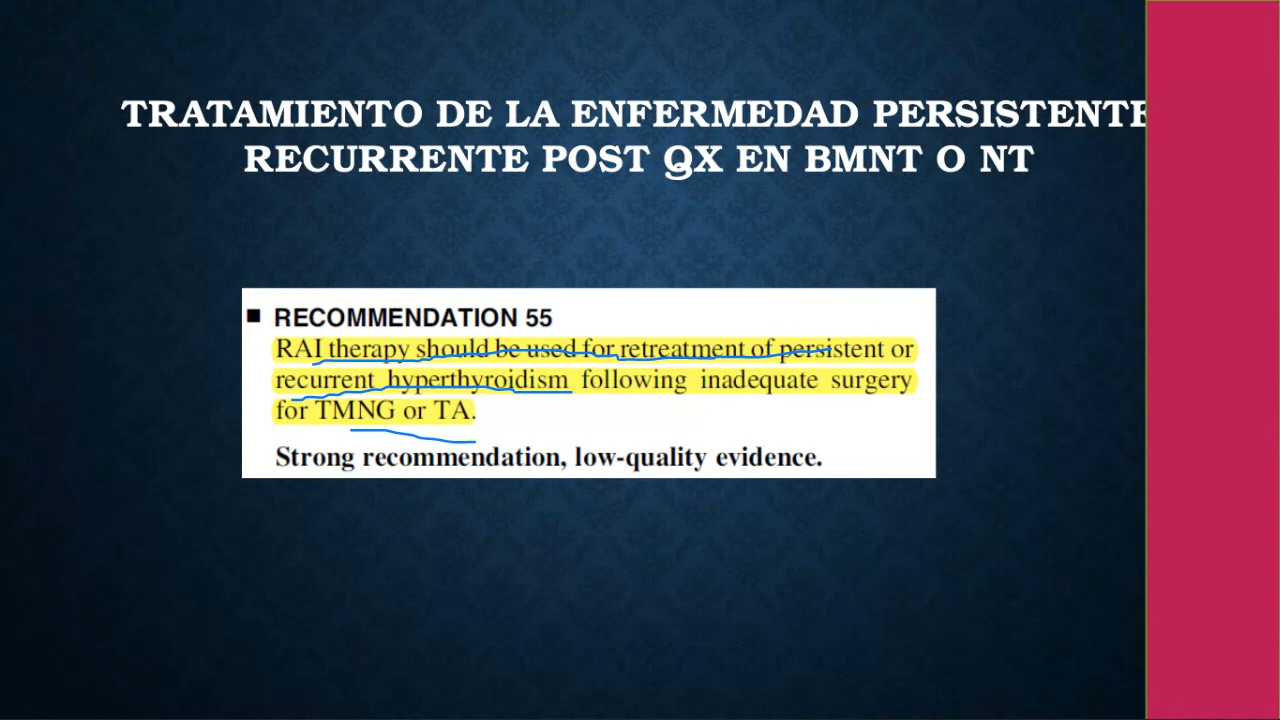 TRATAMIENTO DE LA ENFERMEDAD PERSISTENTE
RECURRENTE POST QX EN BMNT O NT
■ RECOMMENDATION 55
RAI therapy should be used for retreatment of persistent or
recurrent hyperthyroidism following inadequate surgery
for TMNG or TA.
Strong recommendation, low-quality evidence.